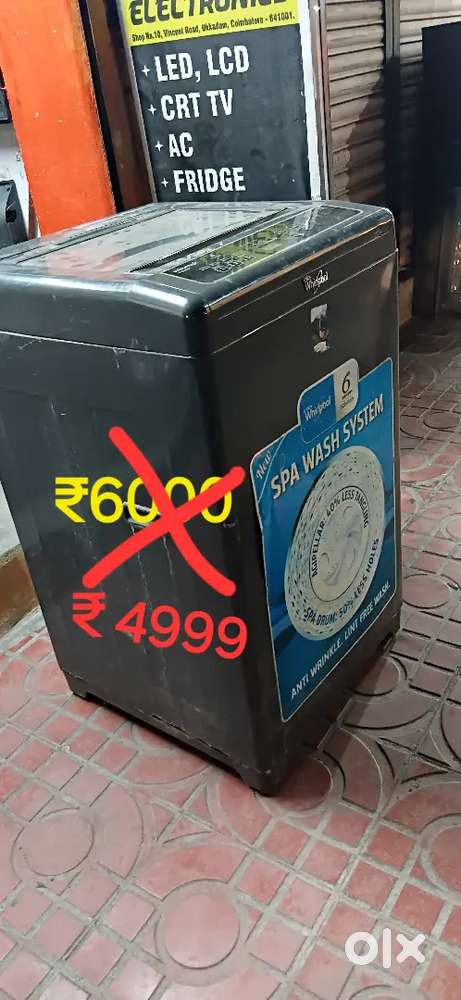 ELECTRONICS
Shop No.10, Vincent Road, Ukkadam, Coimbatore - 641001.
+ LED, LCD
+ CRT TV
+ AC
+ FRIDGE
Whirlpool
Whirlpool
6
New
SPA WASH SYSTEM
AGIPELLAR: 40% LESS TANGLING
SPA DRUM: 50% LESS HOLES
ANTI WRINKLE. LINT FREE WASH.
₹6000
₹ 4999
olx